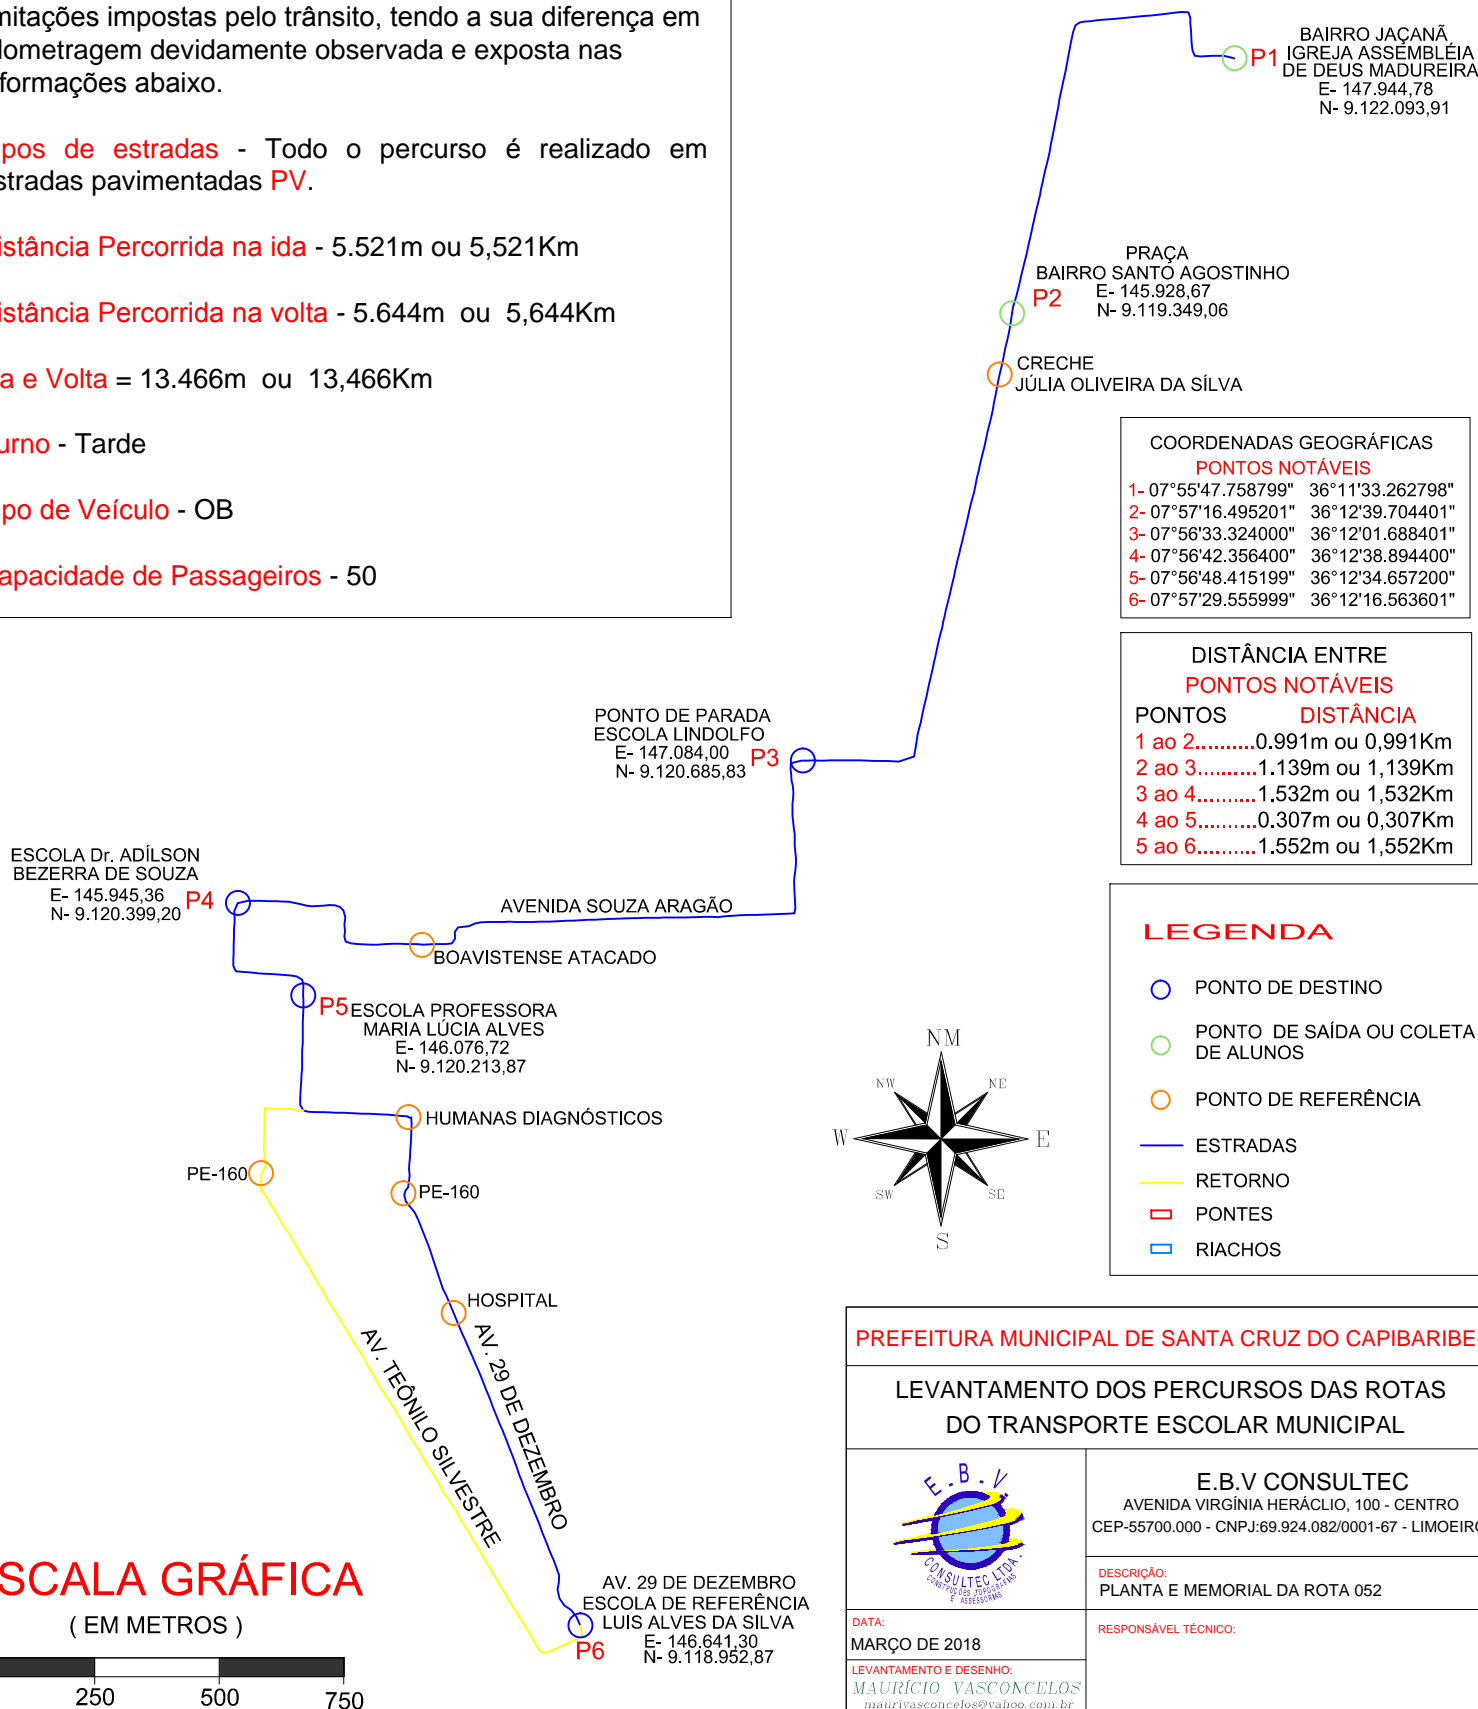 mitações impostas pelo trânsito, tendo a sua diferença em
lometragem devidamente observada e exposta nas
formações abaixo.
pos de estradas - Todo o percurso é realizado em
stradas pavimentadas PV.
istância Percorrida na ida - 5.521m ou 5,521Km
istância Percorrida na volta - 5.644m ou 5,644Km
a e Volta = 13.466m ou 13,466Km
urno - Tarde
po de Veículo - OB
apacidade de Passageiros - 50
P1
BAIRRO JAÇANÃ
IGREJA ASSEMBLÉIA
DE DEUS MADUREIRA
E- 147.944,78
N- 9.122.093,91
PRAÇA
BAIRRO SANTO AGOSTINHO
P2
E- 145.928,67
N- 9.119.349,06
CRECHE
JÚLIA OLIVEIRA DA SÍLVA
COORDENADAS GEOGRÁFICAS
PONTOS NOTÁVEIS
1- 07°55'47.758799" 36°11'33.262798"
2- 07°57'16.495201" 36°12'39.704401"
3- 07°56'33.324000" 36°12'01.688401"
4- 07°56'42.356400" 36°12'38.894400"
5- 07°56'48.415199" 36°12'34.657200"
6- 07°57'29.555999" 36°12'16.563601"
DISTÂNCIA ENTRE
PONTOS NOTÁVEIS
PONTOS DISTÂNCIA
1 ao 2..........0.991m ou 0,991Km
2 ao 3..........1.139m ou 1,139Km
3 ao 4..........1.532m ou 1,532Km
4 ao 5..........0.307m ou 0,307Km
5 ao 6..........1.552m ou 1,552Km
PONTO DE PARADA
ESCOLA LINDOLFO
E- 147.084,00
N- 9.120.685,83
P3
ESCOLA Dr. ADÍLSON
BEZERRA DE SOUZA
E- 145.945,36
N- 9.120.399,20
P4
AVENIDA SOUZA ARAGÃO
BOAVISTENSE ATACADO
P5
ESCOLA PROFESSORA
MARIA LÚCIA ALVES
E- 146.076,72
N- 9.120.213,87
HUMANAS DIAGNÓSTICOS
PE-160
PE-160
HOSPITAL
AV. TEÔNILO SILVESTRE
AV. 29 DE DEZEMBRO
AV. 29 DE DEZEMBRO
ESCOLA DE REFERÊNCIA
LUIS ALVES DA SILVA
E- 146.641,30
N- 9.118.952,87
P6
NM
NW
NE
W
E
SW
SE
S
LEGENDA
PONTO DE DESTINO
PONTO DE SAÍDA OU COLETA
DE ALUNOS
PONTO DE REFERÊNCIA
ESTRADAS
RETORNO
PONTES
RIACHOS
SCALA GRÁFICA
( EM METROS )
250 500 750
PREFEITURA MUNICIPAL DE SANTA CRUZ DO CAPIBARIBE-
LEVANTAMENTO DOS PERCURSOS DAS ROTAS
DO TRANSPORTE ESCOLAR MUNICIPAL
E.B.V.
CONSULTEC LTDA.
CONSTRUÇÕES TOPOGRAFIAS
E ASSESSORIAS
E.B.V CONSULTEC
AVENIDA VIRGÍNIA HERÁCLIO, 100 - CENTRO
CEP-55700.000 - CNPJ:69.924.082/0001-67 - LIMOEIRO
DESCRIÇÃO:
PLANTA E MEMORIAL DA ROTA 052
DATA:
MARÇO DE 2018
RESPONSÁVEL TÉCNICO:
LEVANTAMENTO E DESENHO:
MAURÍCIO VASCONCELOS
maurivasconcelos@yahoo.com.br